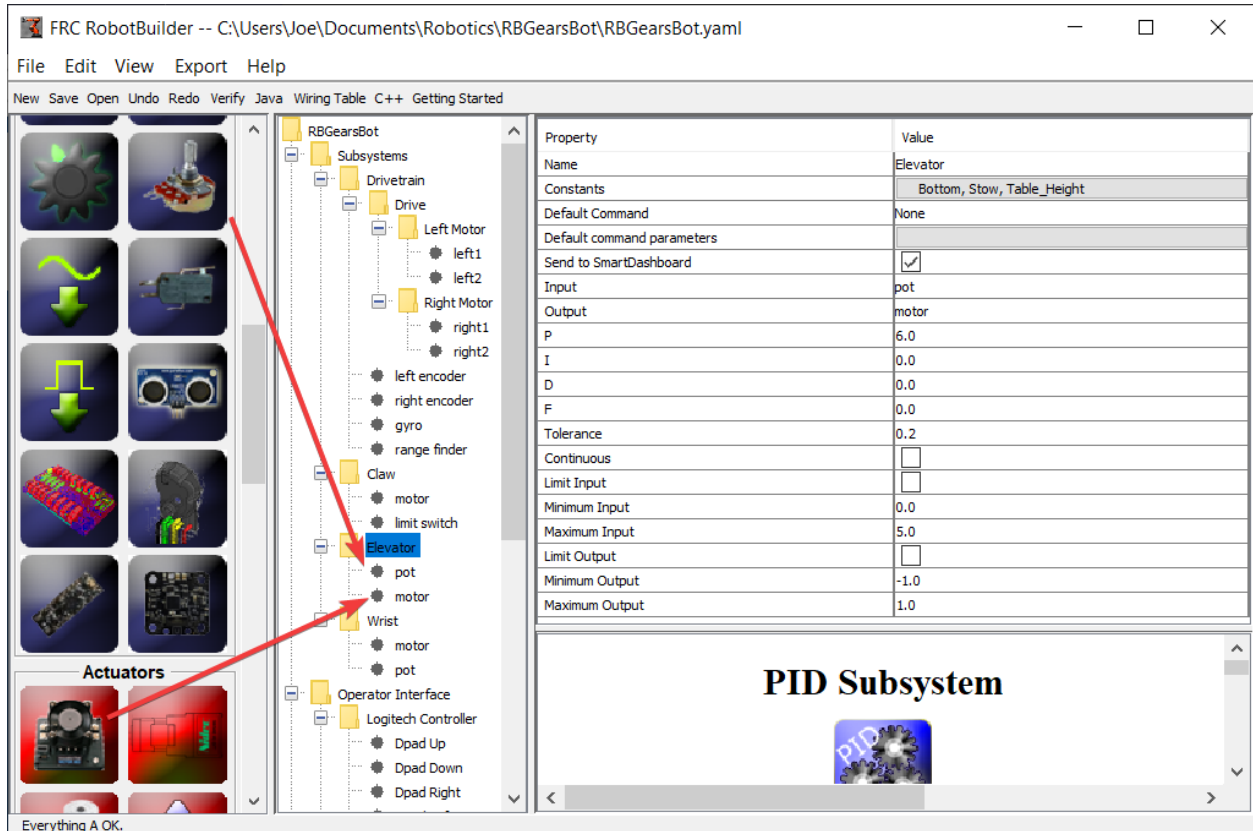 FRC RobotBuilder -- C:\Users\Joe\Documents\Robotics\RBGearsBot\RBGearsBot.yaml
File Edit View Export Help
New Save Open Undo Redo Verify Java Wiring Table C++ Getting Started
Actuators
RBGearsBot
Subsystems
Drivetrain
Drive
Left Motor
left1
left2
Right Motor
right1
right2
left encoder
right encoder
gyro
range finder
Claw
motor
limit switch
Elevator
pot
motor
Wrist
motor
pot
Operator Interface
Logitech Controller
Dpad Up
Dpad Down
Dpad Right
Property Value
Name Elevator
Constants Bottom, Stow, Table_Height
Default Command None
Default command parameters
Send to SmartDashboard
Input pot
Output motor
P 6.0
I 0.0
D 0.0
F 0.0
Tolerance 0.2
Continuous
Limit Input
Minimum Input 0.0
Maximum Input 5.0
Limit Output
Minimum Output -1.0
Maximum Output 1.0
PID Subsystem
PID
Everything A OK.